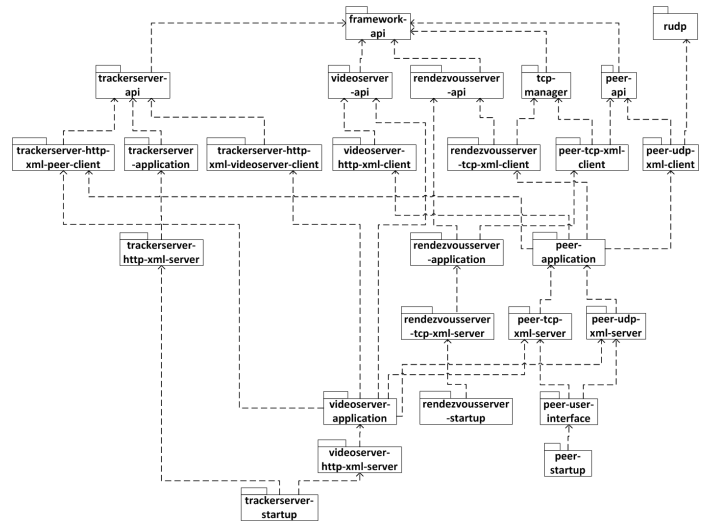 framework-
api
rudp
trackerserver-
api
videoserver
-api
rendezvousserver
-api
tcp-
manager
peer-
api
trackerserver-http-
xml-peer-client
trackerserver
-application
trackerserver-http-
xml-videoserver-client
videoserver-
http-xml-client
rendezvousserver
-tcp-xml-client
peer-tcp-xml-
client
peer-udp-
xml-client
trackerserver-
http-xml-server
rendezvousserver
-application
peer-
application
rendezvousserver
-tcp-xml-server
peer-tcp-
xml-server
peer-udp-
xml-server
videoserver-
application
rendezvousserver
-startup
peer-user-
interface
videoserver-
http-xml-server
peer-
startup
trackerserver-
startup